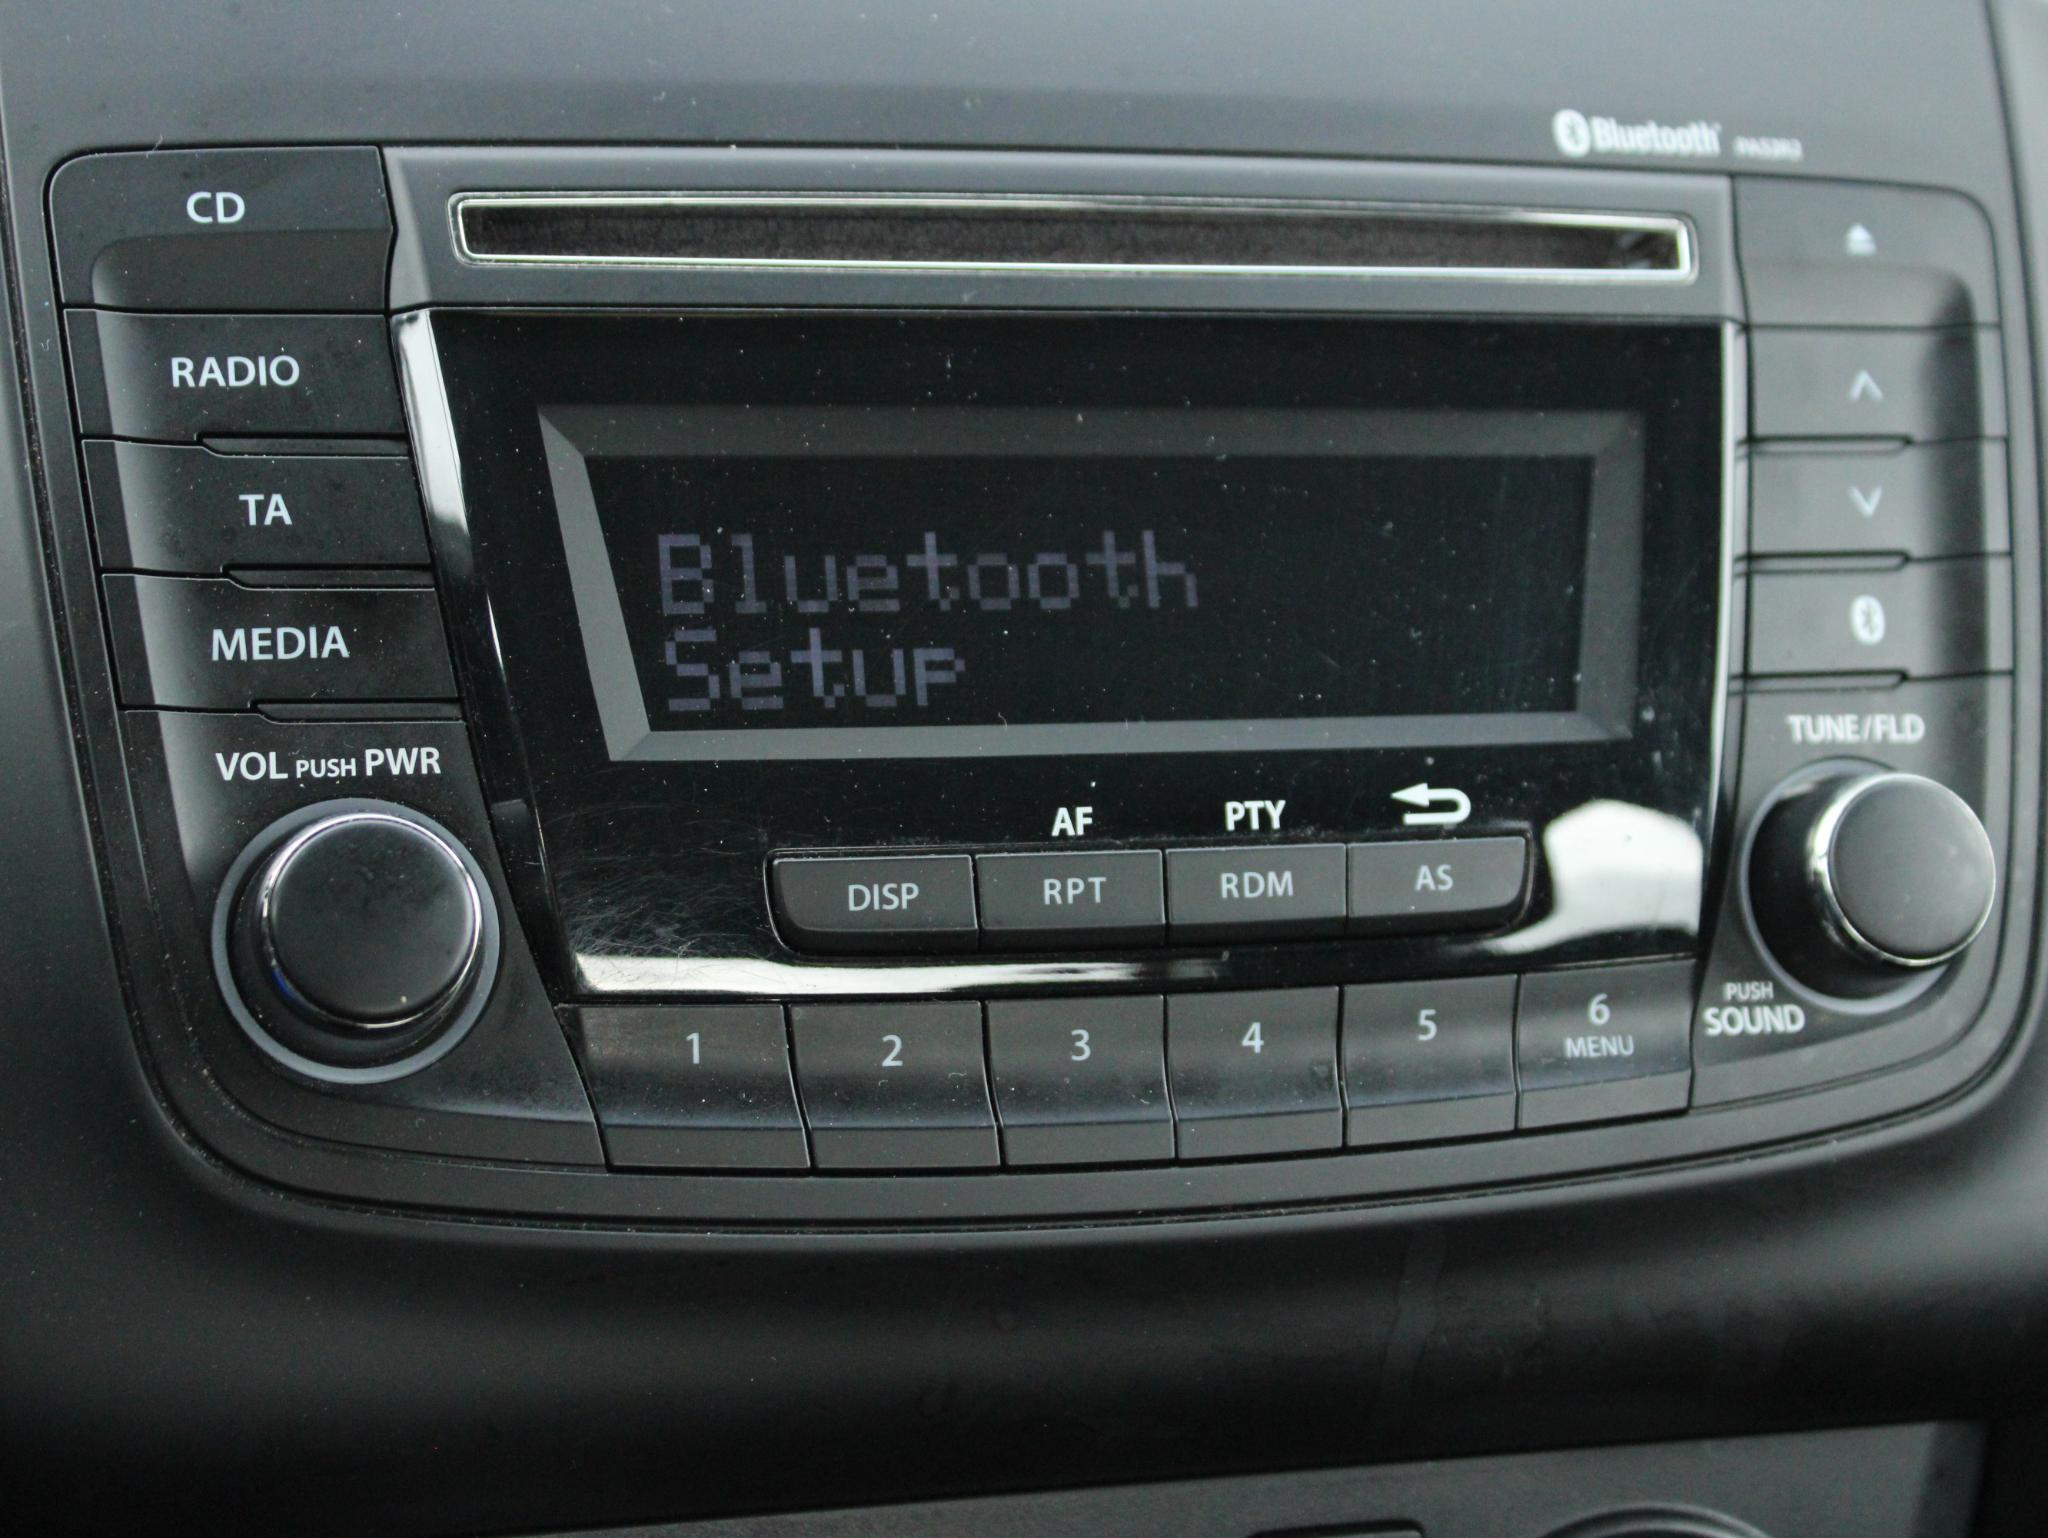 Bluetooth
CD
RADIO
TA
MEDIA
VOL PUSH PWR
Bluetooth
Setup
AF PTY
DISP RPT RDM AS
1 2 3 4 5 6
MENU
TUNE/FLD
PUSH
SOUND